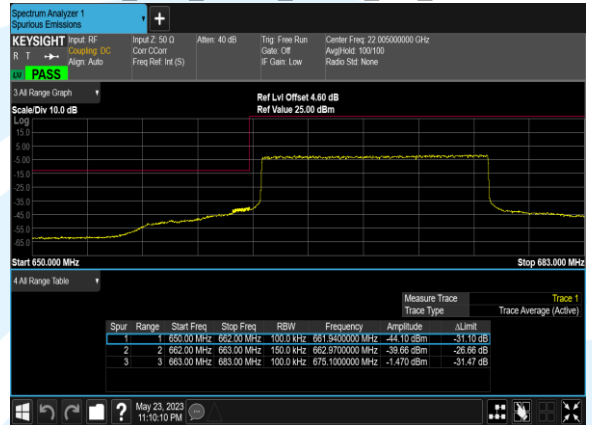 Spectrum Analyzer 1
Spurious Emissions
+
KEYSIGHT Input: RF Input Z: 50 Ω Atten: 40 dB Trig: Free Run Center Freq: 22.005000000 GHz
R T Coupling: DC Corr CCorr Gate: Off Avg|Hold: 100/100
Align: Auto Freq Ref: Int (S) IF Gain: Low Radio Std: None
LXI PASS
3 All Range Graph
Ref Lvl Offset 4.60 dB
Scale/Div 10.0 dB Ref Value 25.00 dBm
Log
15.0
5.00
-5.00
-15.0
-25.0
-35.0
-45.0
-55.0
-65.0
Start 650.000 MHz Stop 683.000 MHz
4 All Range Table
Measure Trace Trace 1
Trace Type Trace Average (Active)
Spur Range Start Freq Stop Freq RBW Frequency Amplitude ΔLimit
1 1 650.00 MHz 662.00 MHz 100.0 kHz 661.9400000 MHz -44.10 dBm -31.10 dB
2 2 662.00 MHz 663.00 MHz 150.0 kHz 662.9700000 MHz -39.66 dBm -26.66 dB
3 3 663.00 MHz 683.00 MHz 100.0 kHz 675.1000000 MHz -1.470 dBm -31.47 dB
? May 23, 2023
11:10:10 PM